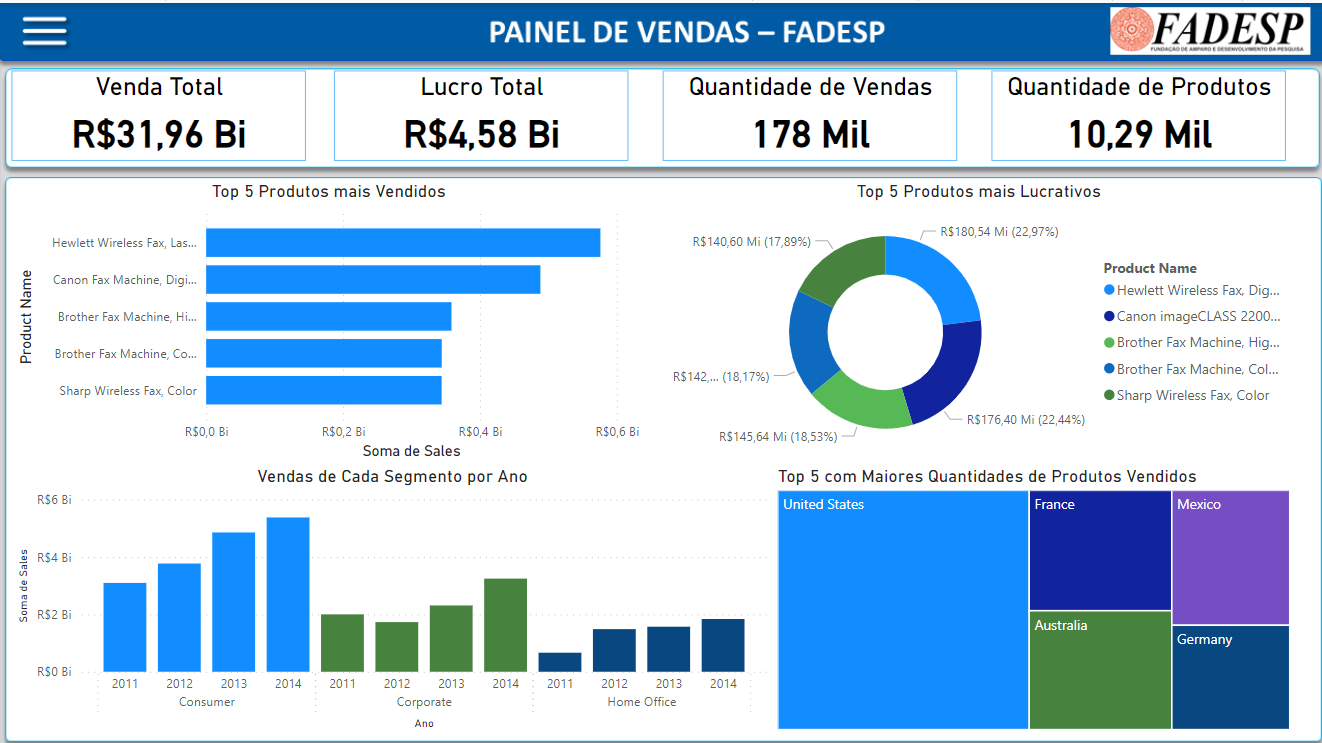 PAINEL DE VENDAS – FADESP
FADESP
FUNDAÇÃO DE AMPARO E DESENVOLVIMENTO DA PESQUISA
Venda Total
R$31,96 Bi
Lucro Total
R$4,58 Bi
Quantidade de Vendas
178 Mil
Quantidade de Produtos
10,29 Mil
Top 5 Produtos mais Vendidos
Product Name
Hewlett Wireless Fax, Las...
Canon Fax Machine, Digi...
Brother Fax Machine, Hi...
Brother Fax Machine, Co...
Sharp Wireless Fax, Color
R$0,0 Bi
R$0,2 Bi
R$0,4 Bi
R$0,6 Bi
Soma de Sales
Top 5 Produtos mais Lucrativos
R$140,60 Mi (17,89%)
R$180,54 Mi (22,97%)
R$142,... (18,17%)
R$176,40 Mi (22,44%)
R$145,64 Mi (18,53%)
Product Name
Hewlett Wireless Fax, Dig...
Canon imageCLASS 2200...
Brother Fax Machine, Hig...
Brother Fax Machine, Col...
Sharp Wireless Fax, Color
Vendas de Cada Segmento por Ano
Soma de Sales
R$6 Bi
R$4 Bi
R$2 Bi
R$0 Bi
2011 2012 2013 2014 2011 2012 2013 2014 2011 2012 2013 2014
Consumer Corporate Home Office
Ano
Top 5 com Maiores Quantidades de Produtos Vendidos
United States
France
Mexico
Australia
Germany